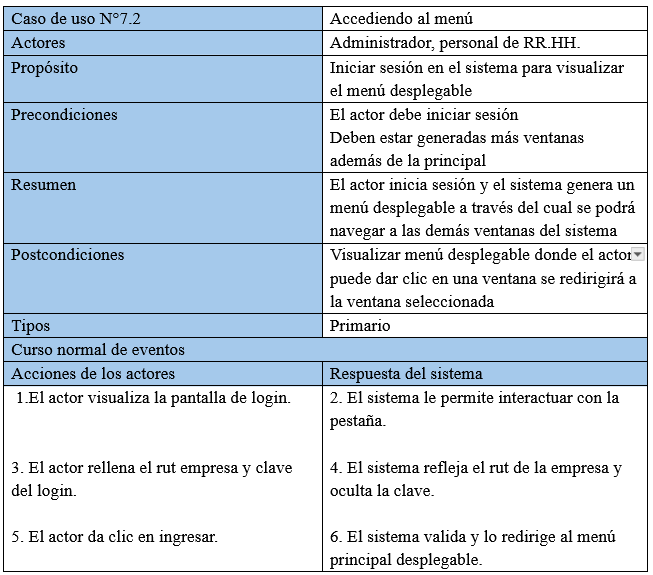 Caso de uso N°7.2
Accediendo al menú
Actores
Administrador, personal de RR.HH.
Propósito
Iniciar sesión en el sistema para visualizar
el menú desplegable
Precondiciones
El actor debe iniciar sesión
Deben estar generadas más ventanas
además de la principal
Resumen
El actor inicia sesión y el sistema genera un
menú desplegable a través del cual se podrá
navegar a las demás ventanas del sistema
Postcondiciones
Visualizar menú desplegable donde el actor
puede dar clic en una ventana se redirigirá a
la ventana seleccionada
Tipos
Primario
Curso normal de eventos
Acciones de los actores
Respuesta del sistema
1.El actor visualiza la pantalla de login.
2. El sistema le permite interactuar con la
pestaña.
3. El actor rellena el rut empresa y clave
del login.
4. El sistema refleja el rut de la empresa y
oculta la clave.
5. El actor da clic en ingresar.
6. El sistema valida y lo redirige al menú
principal desplegable.